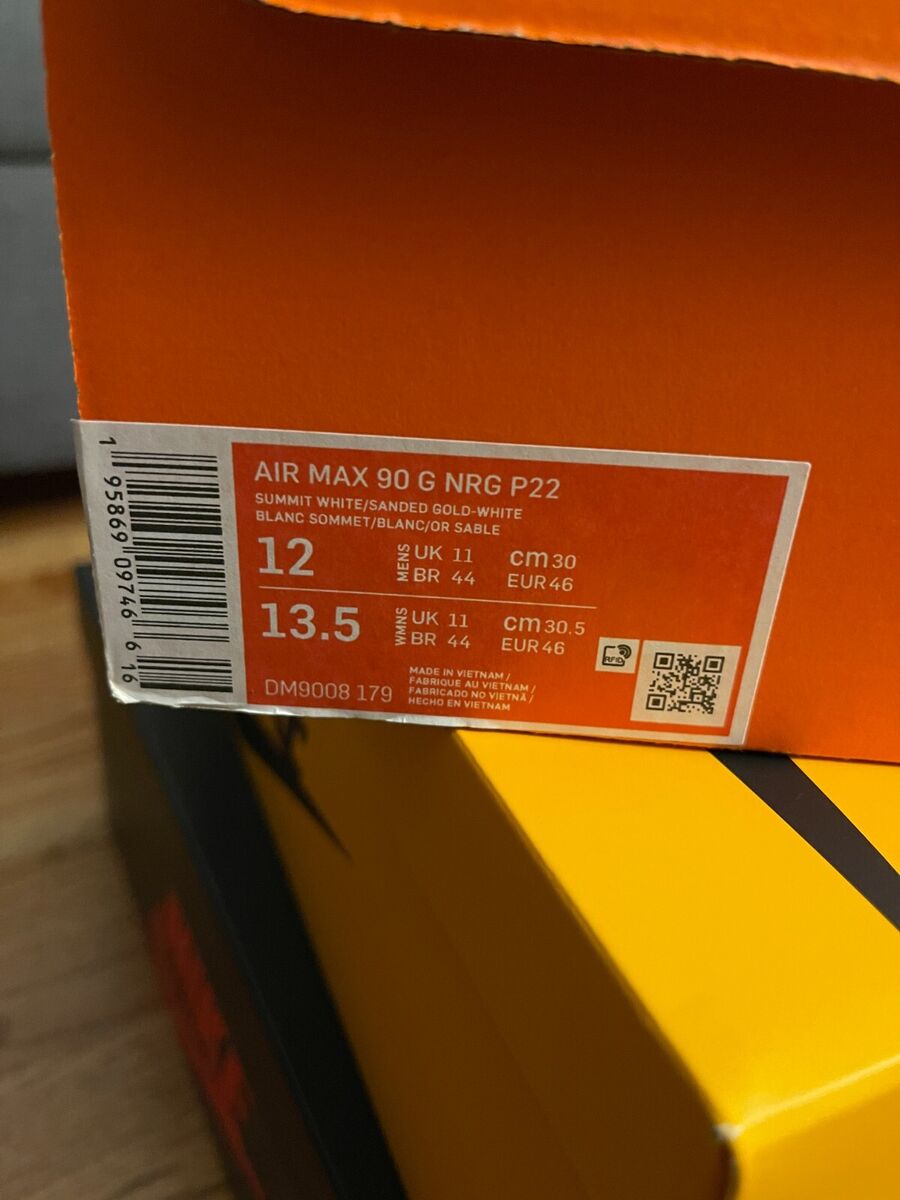 AIR MAX 90 G NRG P22
SUMMIT WHITE/SANDED GOLD-WHITE
BLANC SOMMET/BLANC/OR SABLE
12 MENS UK 11 cm 30
BR 44 EUR 46
13.5 WMNS UK 11 cm 30.5
BR 44 EUR 46
RFID
DM9008 179
MADE IN VIETNAM /
FABRIQUE AU VIETNAM /
FABRICADO NO VIETNÃ /
HECHO EN VIETNAM
1 95869 09746 6 16